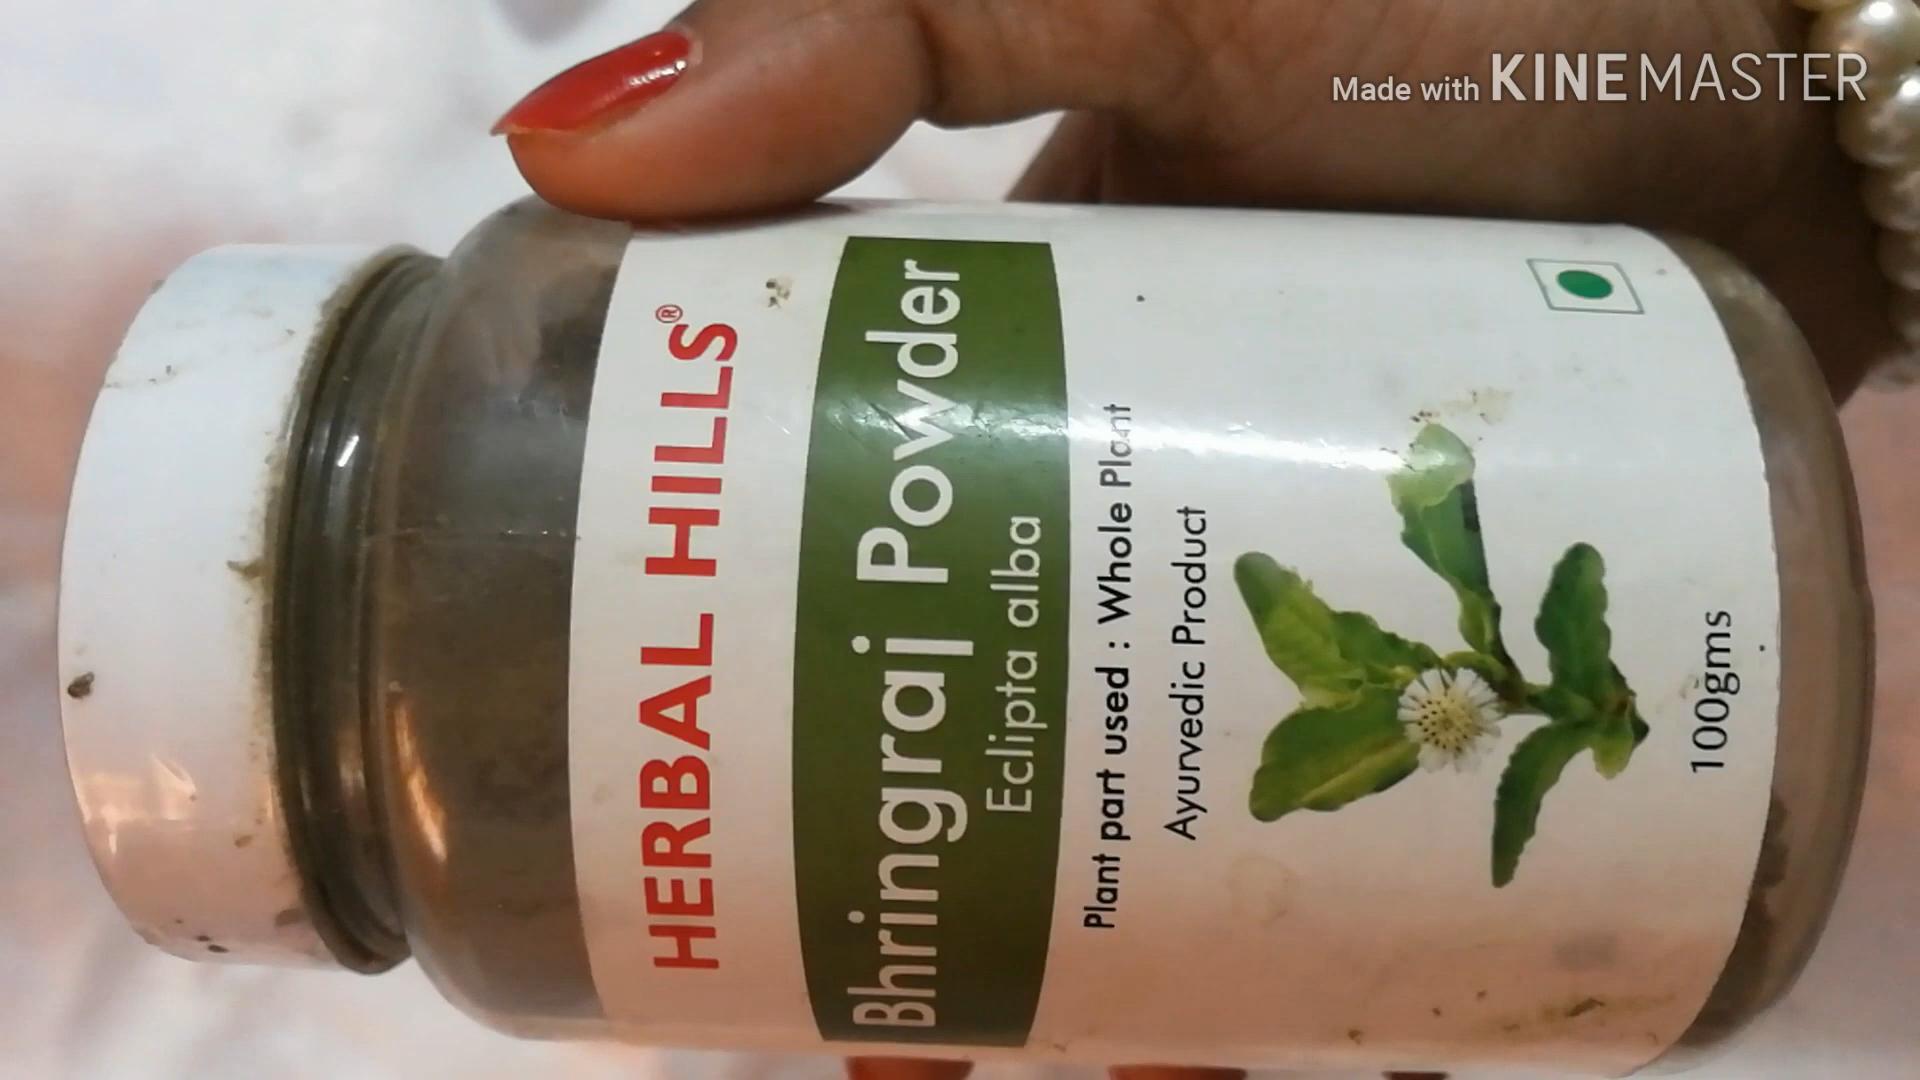 Made with KINEMASTER
HERBAL HILLS®
Bhringraj Powder
Eclipta alba
Plant part used : Whole Plant
Ayurvedic Product
100gms